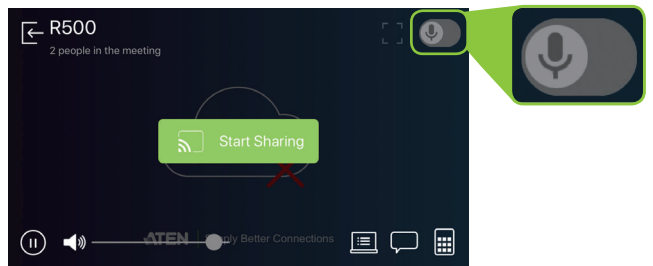 R500
2 people in the meeting
Start Sharing
ATEN Simply Better Connections